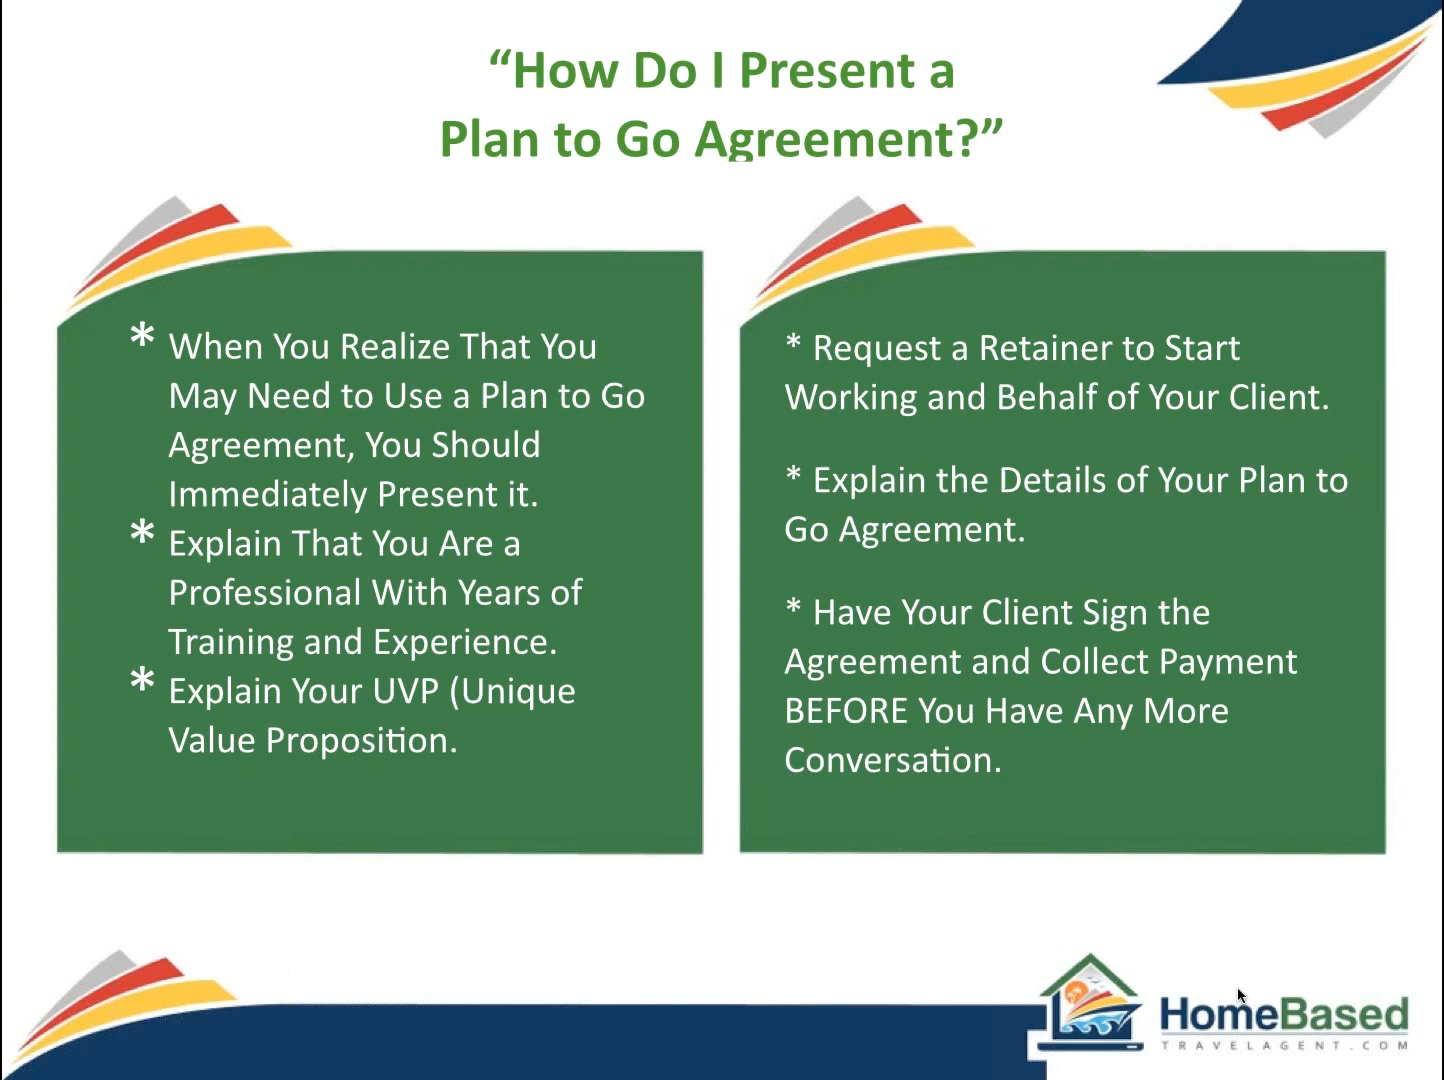 “How Do I Present a
Plan to Go Agreement?”
* When You Realize That You
May Need to Use a Plan to Go
Agreement, You Should
Immediately Present it.
* Explain That You Are a
Professional With Years of
Training and Experience.
* Explain Your UVP (Unique
Value Proposition.
* Request a Retainer to Start
Working and Behalf of Your Client.
* Explain the Details of Your Plan to
Go Agreement.
* Have Your Client Sign the
Agreement and Collect Payment
BEFORE You Have Any More
Conversation.
HomeBased
TRAVELAGENT.COM